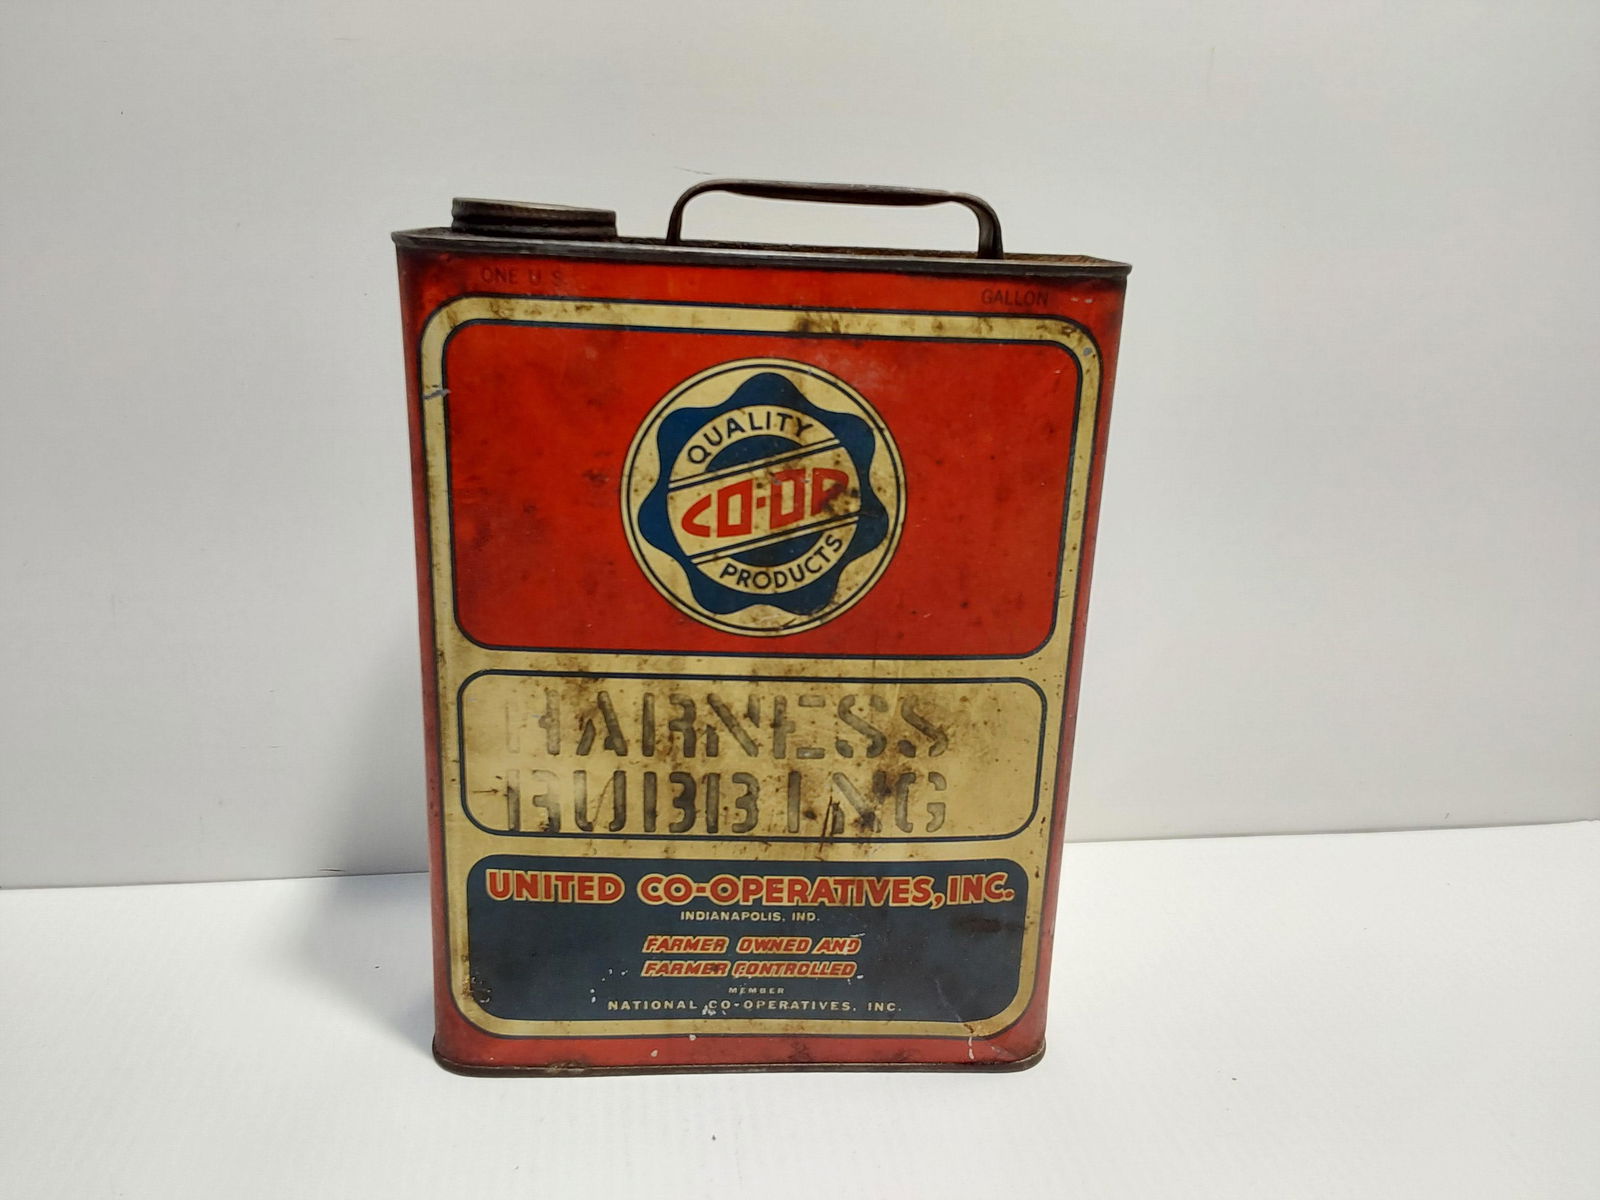 ONE U.S. GALLON
QUALITY
CO-OP
PRODUCTS
HARNESS
BUBBING
UNITED CO-OPERATIVES, INC.
INDIANAPOLIS, IND.
FARMER OWNED AND
FARMER CONTROLLED
MEMBER
NATIONAL CO-OPERATIVES, INC.